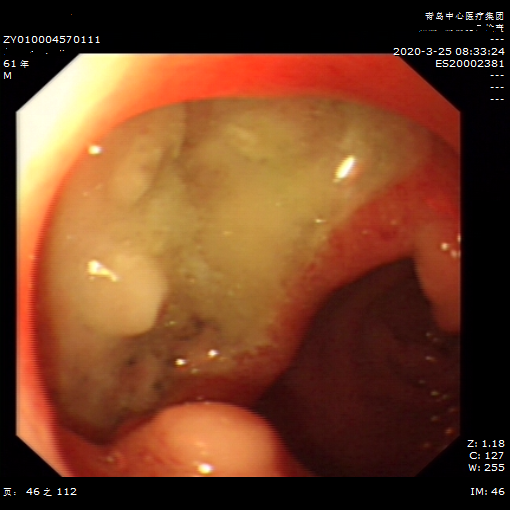 青岛中心医疗集团
ZY010004570111
---
2020-3-25 08:33:24
61 年
ES20002381
M
---
---
Z: 1.18
C: 127
W: 255
页： 46 之 112
IM: 46